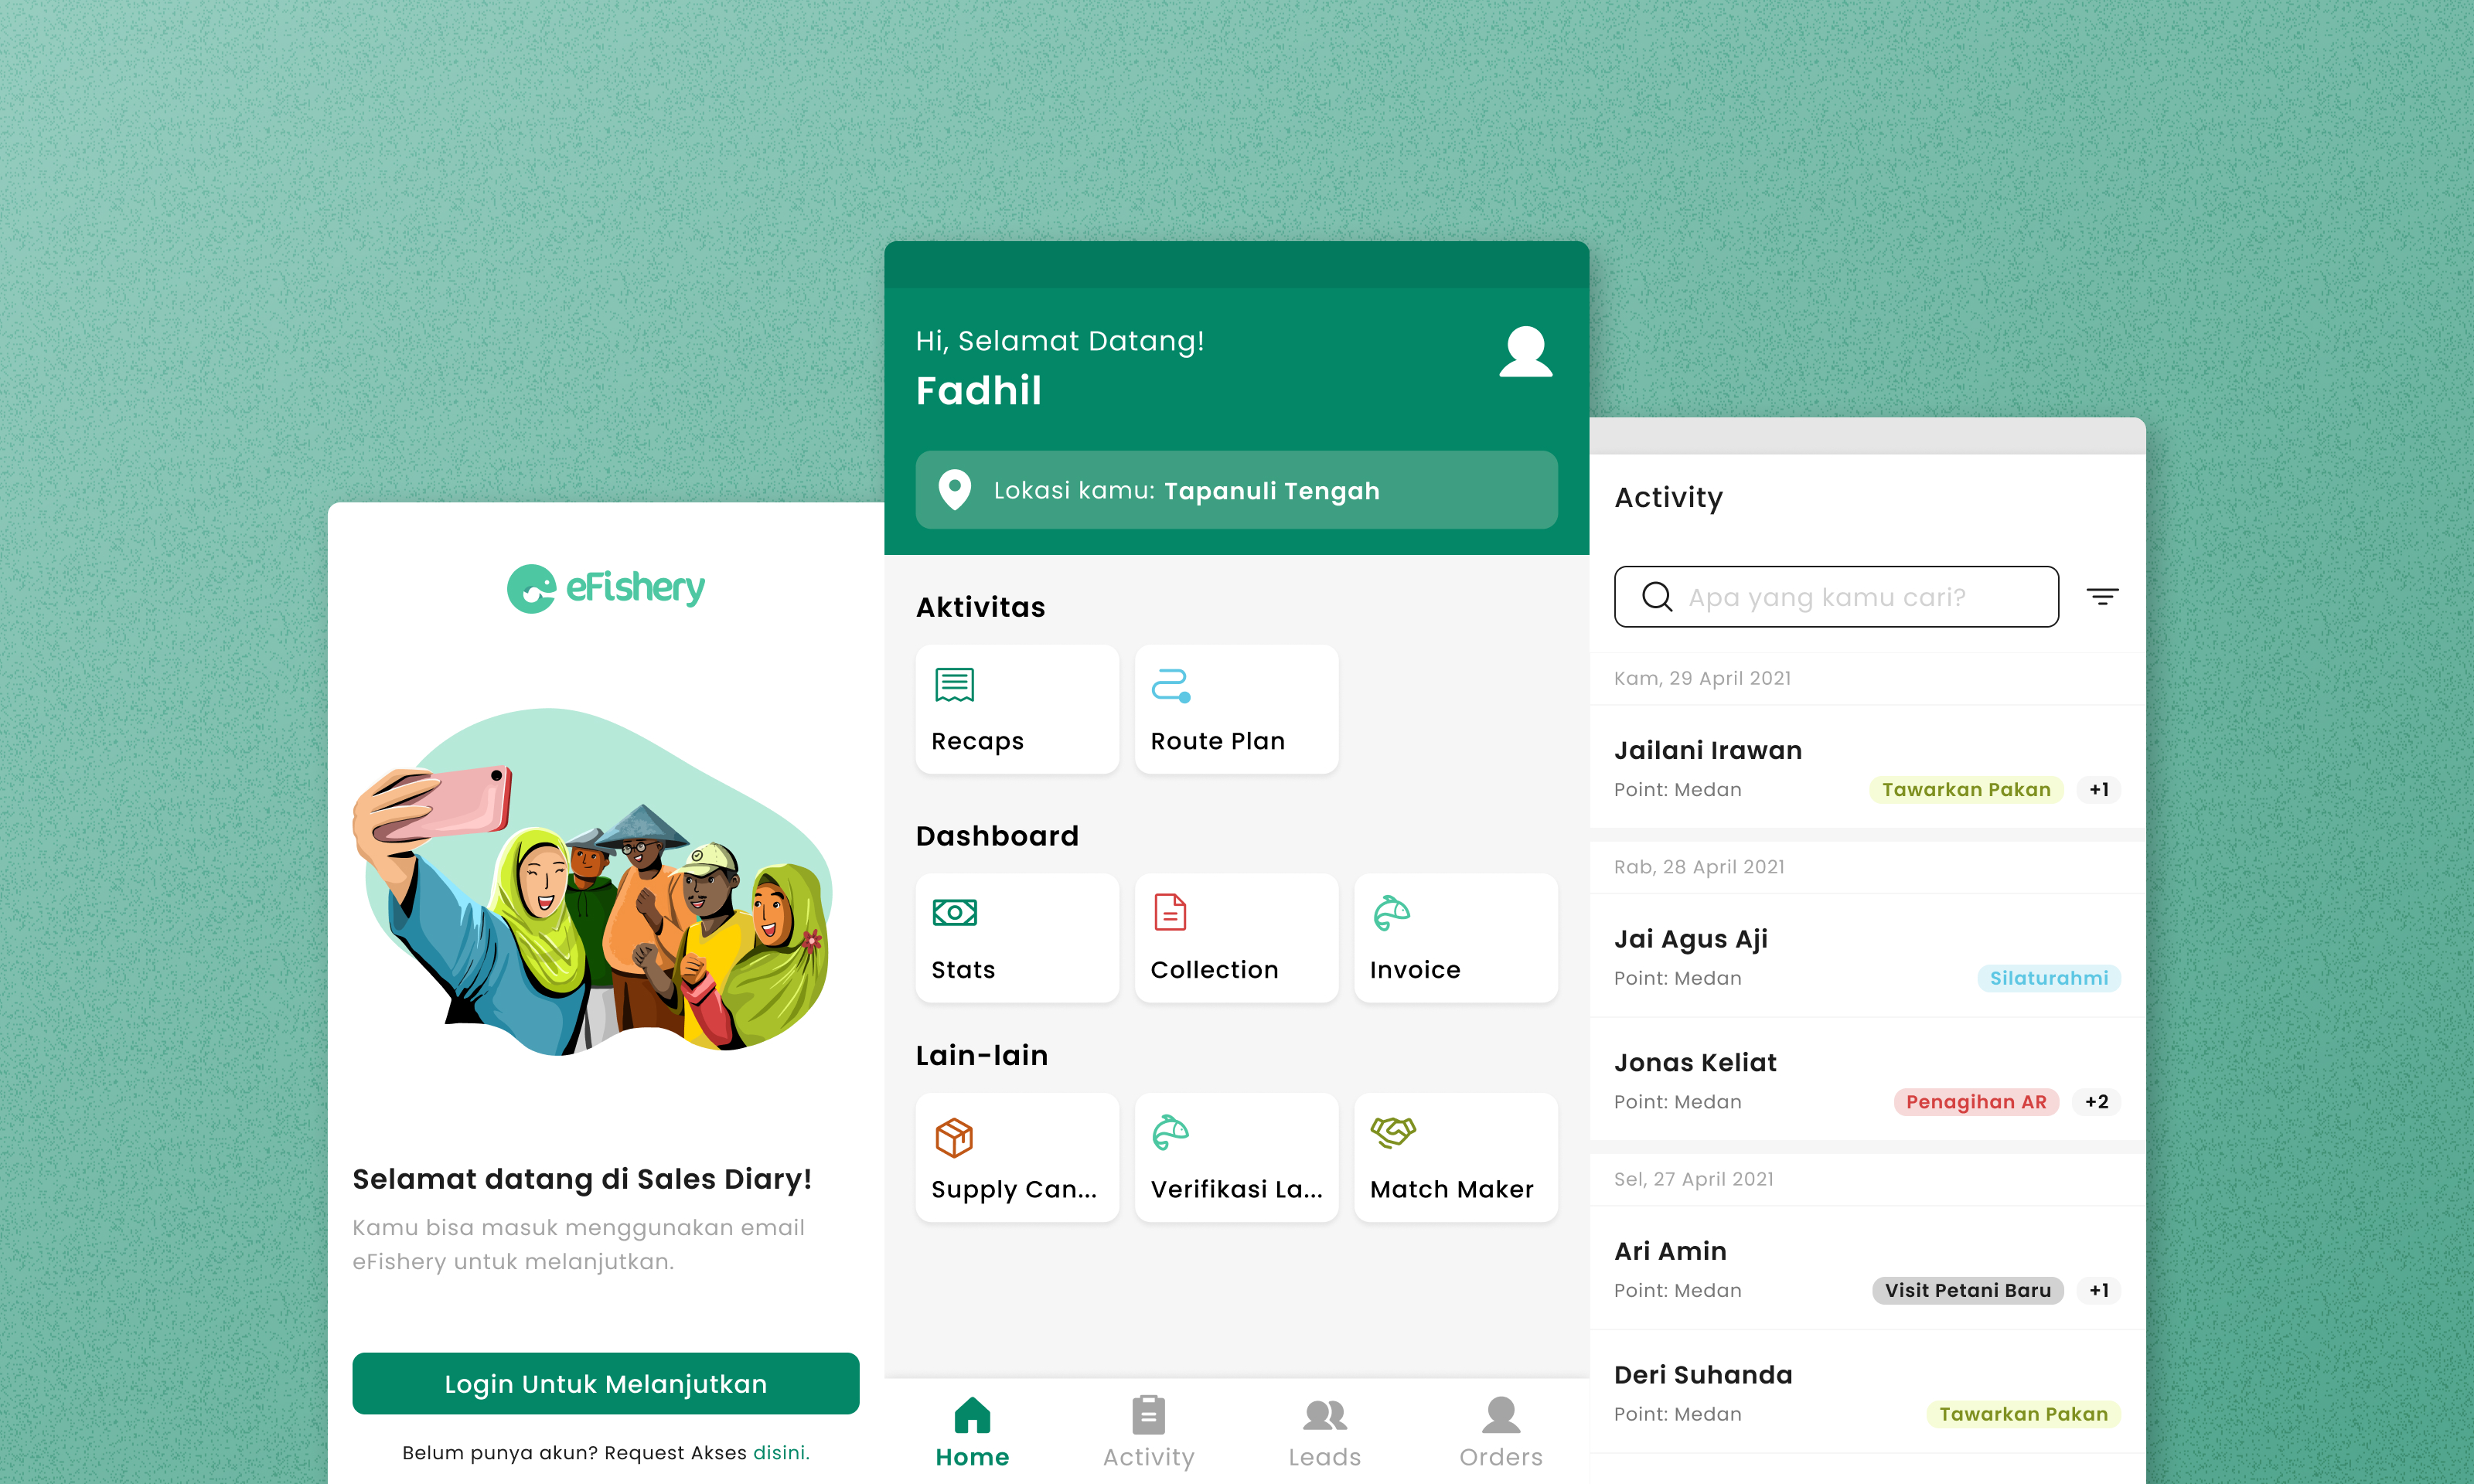 eFishery
Selamat datang di Sales Diary!
Kamu bisa masuk menggunakan email
eFishery untuk melanjutkan.
Login Untuk Melanjutkan
Belum punya akun? Request Akses disini.
Hi, Selamat Datang!
Fadhil
Lokasi kamu: Tapanuli Tengah
Aktivitas
Recaps
Route Plan
Dashboard
Stats
Collection
Invoice
Lain-lain
Supply Can...
Verifikasi La...
Match Maker
Home
Activity
Leads
Orders
Activity
Apa yang kamu cari?
Kam, 29 April 2021
Jailani Irawan
Point: Medan
Tawarkan Pakan
+1
Rab, 28 April 2021
Jai Agus Aji
Point: Medan
Silaturahmi
Jonas Keliat
Point: Medan
Penagihan AR
+2
Sel, 27 April 2021
Ari Amin
Point: Medan
Visit Petani Baru
+1
Deri Suhanda
Point: Medan
Tawarkan Pakan